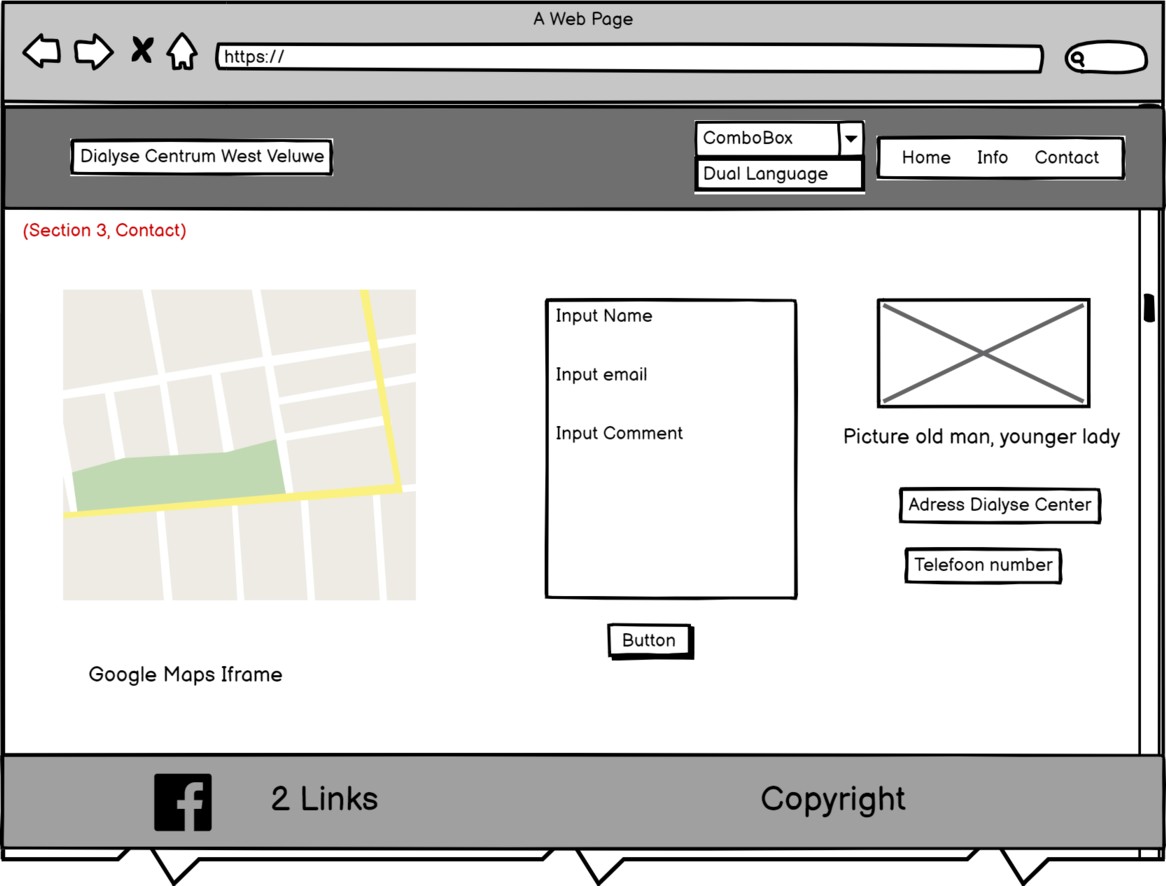 A Web Page
https://
Dialyse Centrum West Veluwe
ComboBox
Dual Language
Home Info Contact
(Section 3, Contact)
Input Name
Input email
Input Comment
Button
Google Maps Iframe
Picture old man, younger lady
Adress Dialyse Center
Telefoon number
2 Links
Copyright